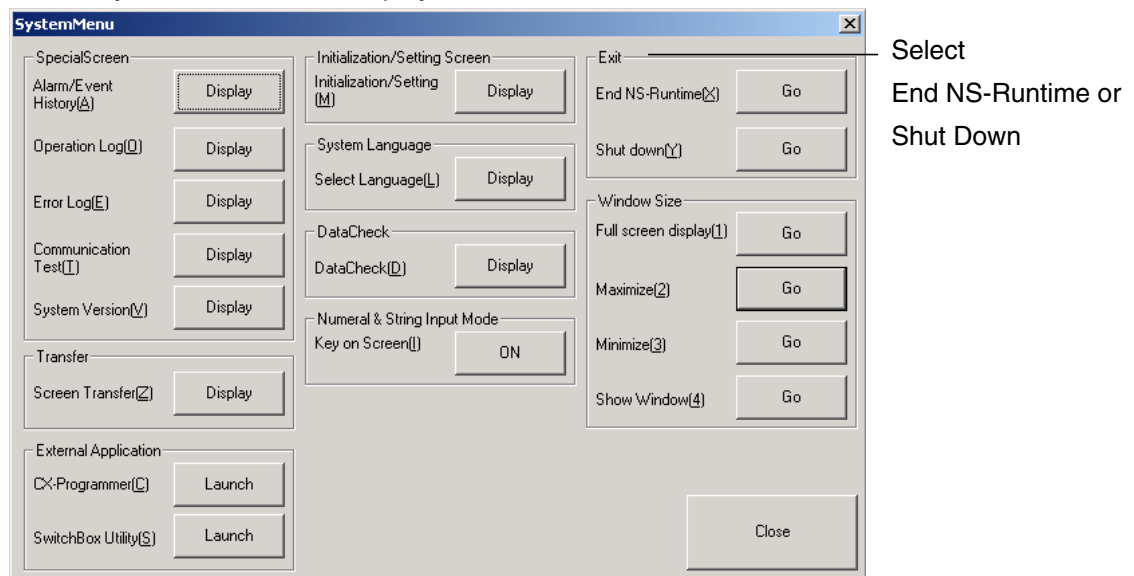 SystemMenu
SpecialScreen
Alarm/Event
History(A)
Display
Operation Log(O)
Display
Error Log(E)
Display
Communication
Test(T)
Display
System Version(V)
Display
Transfer
Screen Transfer(Z)
Display
External Application
CX-Programmer(C)
Launch
SwitchBox Utility(S)
Launch
Initialization/Setting Screen
Initialization/Setting
(M)
Display
System Language
Select Language(L)
Display
DataCheck
DataCheck(D)
Display
Numeral & String Input Mode
Key on Screen(I)
ON
Exit
End NS-Runtime(X)
Go
Shut down(Y)
Go
Window Size
Full screen display(1)
Go
Maximize(2)
Go
Minimize(3)
Go
Show Window(4)
Go
Close
Select
End NS-Runtime or
Shut Down